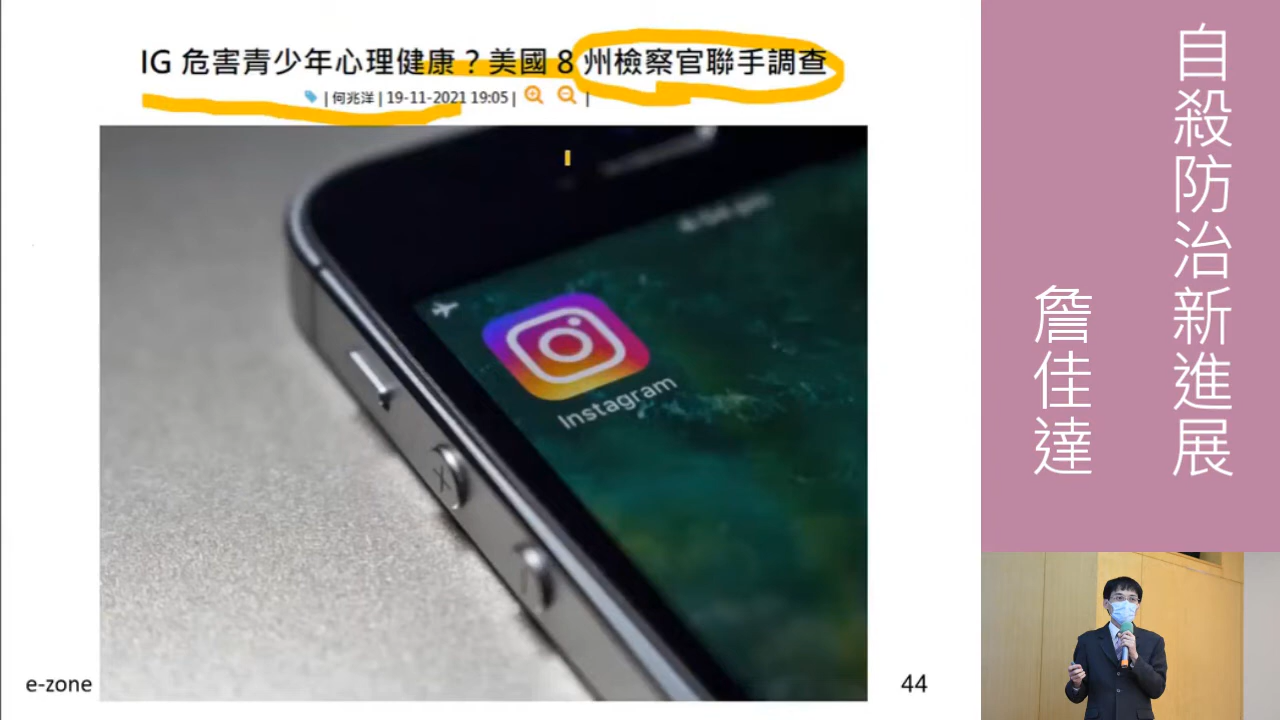 IG 危害青少年心理健康？美國 8 州檢察官聯手調查
| 何兆洋 | 19-11-2021 19:05 | |
Instagram
e-zone
44
自殺防治新進展
詹佳達